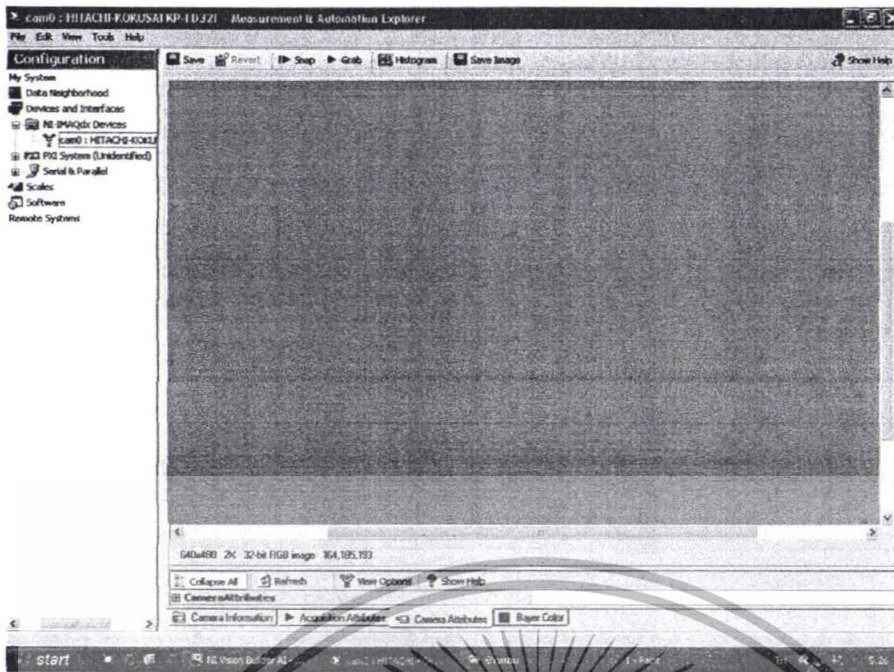 cam0 : HITACHI-KOKUSAI KP-FD32F - Measurement & Automation Explorer
File Edit View Tools Help
Configuration
Save Revert Snap Grab Histogram Save Image Show Help
My System
Data Neighborhood
Devices and Interfaces
NI-IMAQdx Devices
cam0 : HITACHI-KOKU
PXI PXI System (Unidentified)
Serial & Parallel
Scales
Software
Remote Systems
640x480 2X 32-bit RGB image 164,185,193
Collapse All Refresh View Options Show Help
CameraAttributes
Camera Information Acquisition Attributes Camera Attributes Bayer Color
start NI Vision Builder AI